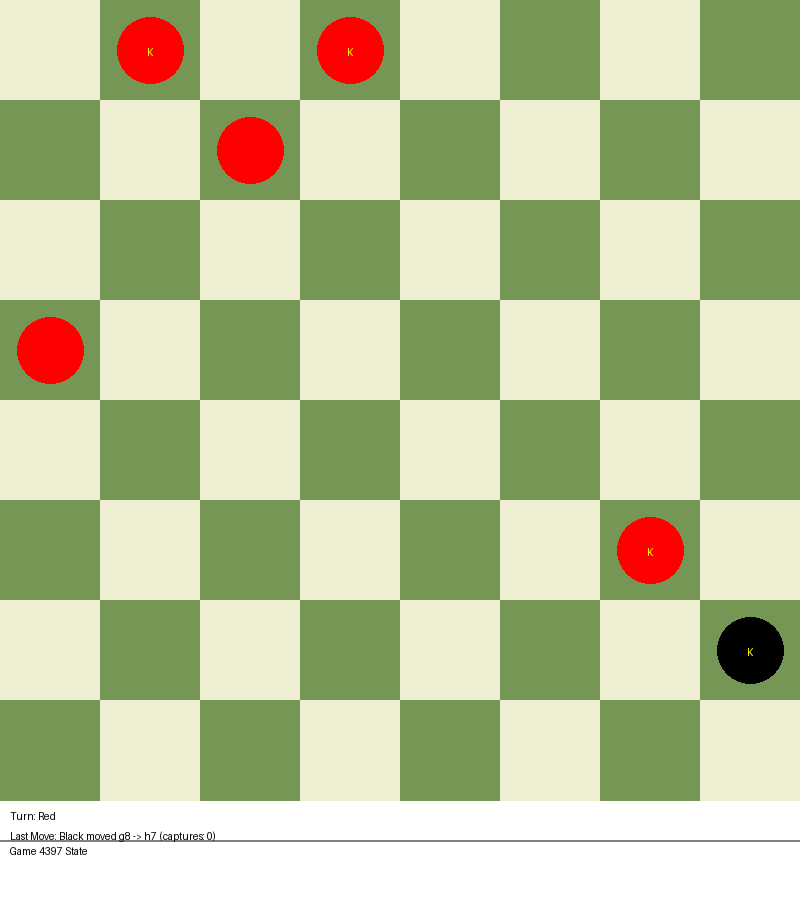 K K
K
K
Turn: Red
Last Move: Black moved g8 -> h7 (captures: 0)
Game 4397 State